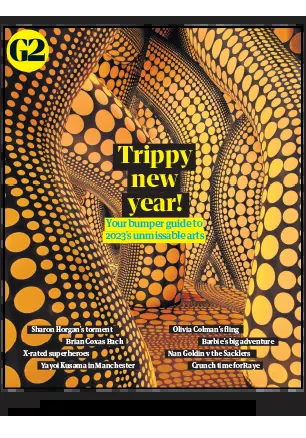 G2
Trippy
new
year!
Your bumper guide to
2023's unmissable arts
Sharon Horgan's torment
Brian Cox as Bach
X-rated superheroes
Yayoi Kusama in Manchester
Olivia Colman's fling
Barbie's big adventure
Nan Goldin v the Sacklers
Crunch time for Raye